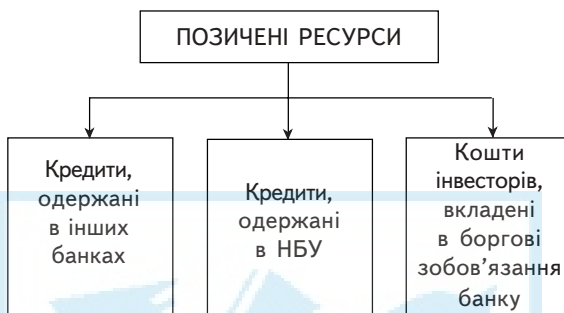 ПОЗИЧЕНІ РЕСУРСИ
Кредити,
одержані
в інших
банках
Кредити,
одержані
в НБУ
Кошти
інвесторів,
вкладені
в боргові
зобов’язання
банку